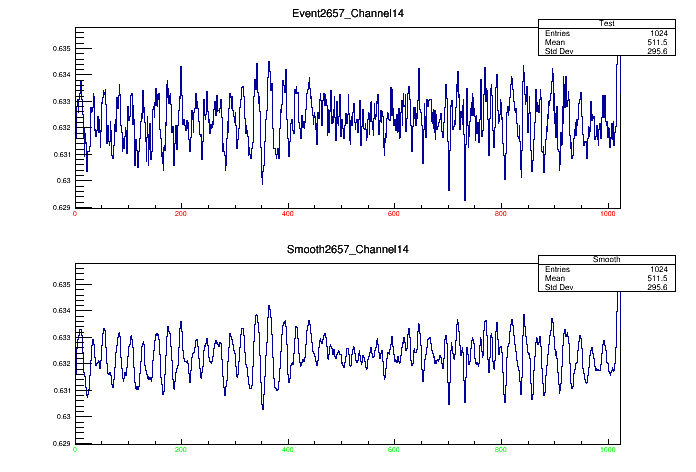 Event2657_Channel14
Test
Entries 1024
Mean 511.5
Std Dev 295.6
0.635
0.634
0.633
0.632
0.631
0.63
0.629
0 200 400 600 800 1000
Smooth2657_Channel14
Smooth
Entries 1024
Mean 511.5
Std Dev 295.6
0.635
0.634
0.633
0.632
0.631
0.63
0.629
0 200 400 600 800 1000